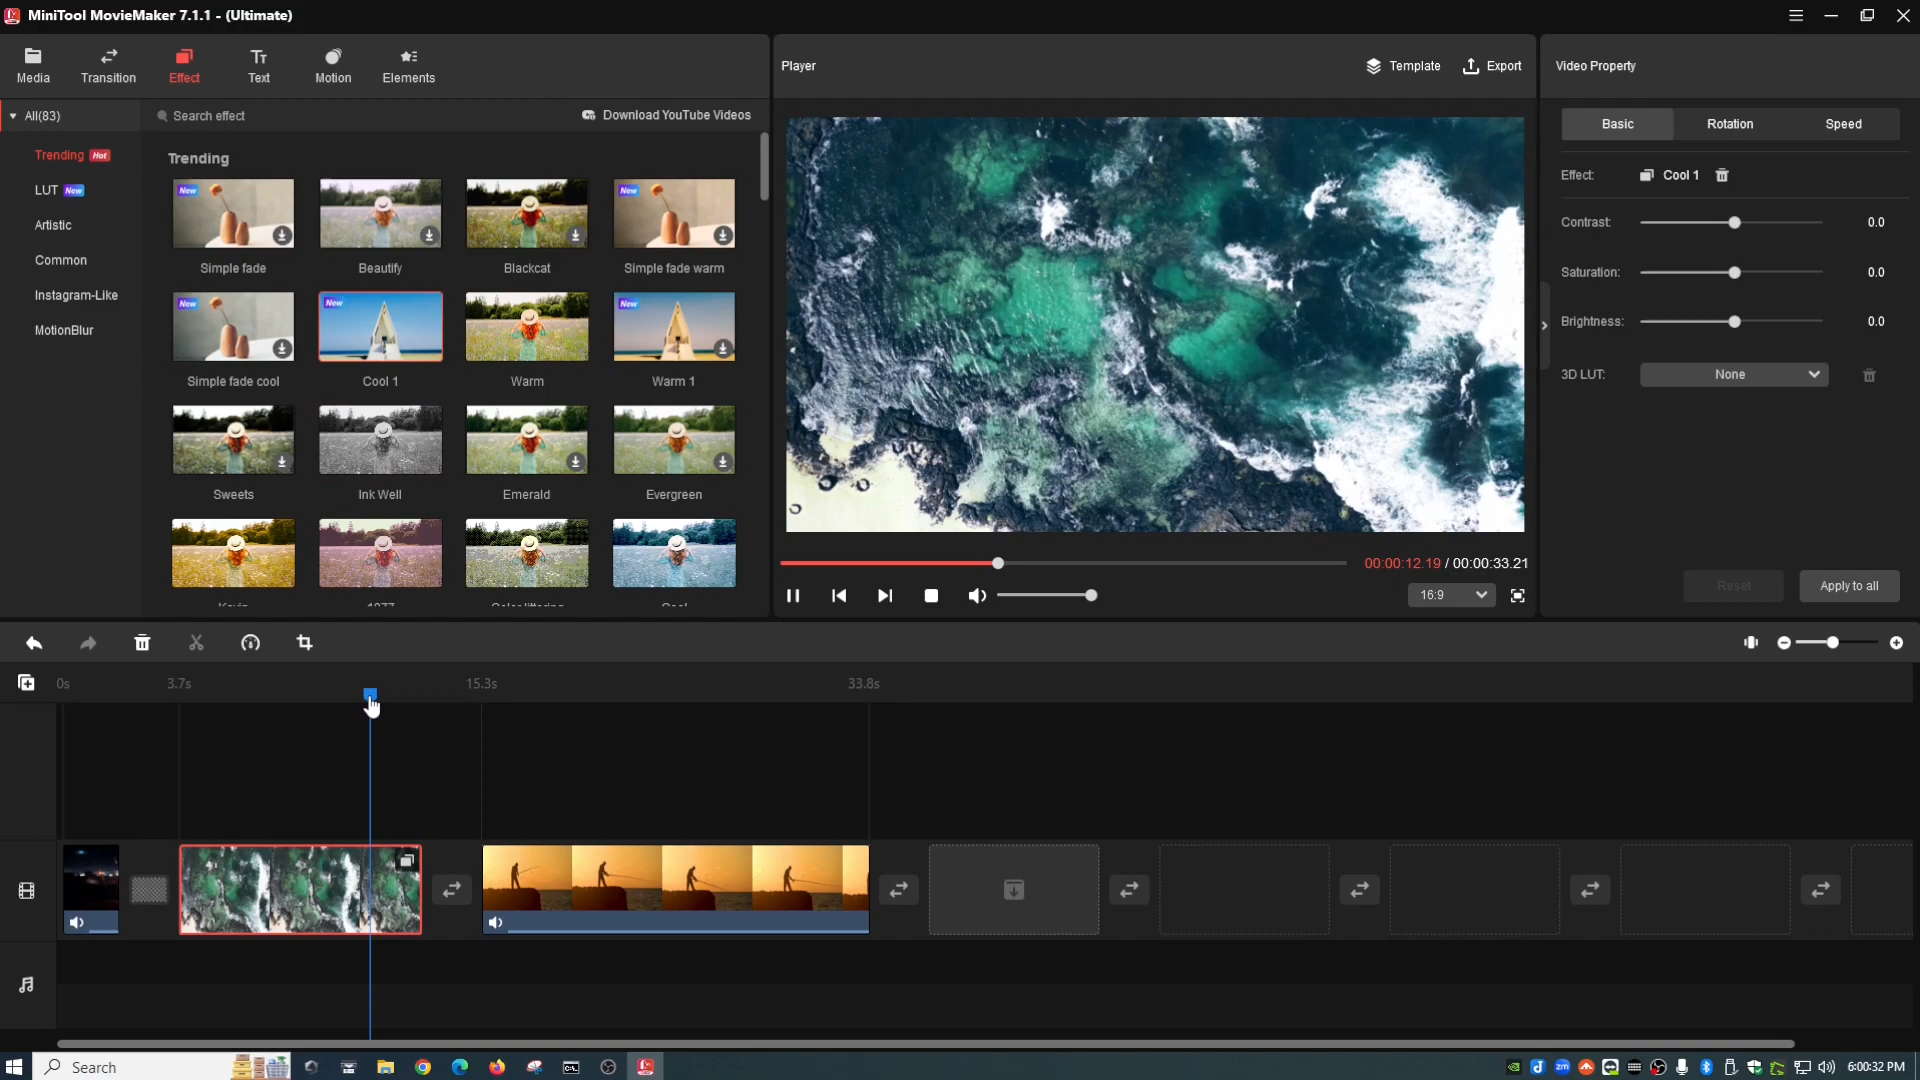 MiniTool MovieMaker 7.1.1 - (Ultimate)
Media
Transition
Effect
Text
Motion
Elements
Player
Template
Export
Video Property
All(83)
Search effect
Download YouTube Videos
Basic
Rotation
Speed
Trending Hot
LUT New
Artistic
Common
Instagram-Like
MotionBlur
Trending
New
New
Simple fade
Beautify
Blackcat
Simple fade warm
New
New
New
Simple fade cool
Cool 1
Warm
Warm 1
Sweets
Ink Well
Emerald
Evergreen
Effect:
Cool 1
Contrast:
0.0
Saturation:
0.0
Brightness:
0.0
3D LUT:
None
Reset
Apply to all
00:00:12.19 / 00:00:33.21
16:9
0s
3.7s
15.3s
33.8s
Search
6:00:32 PM